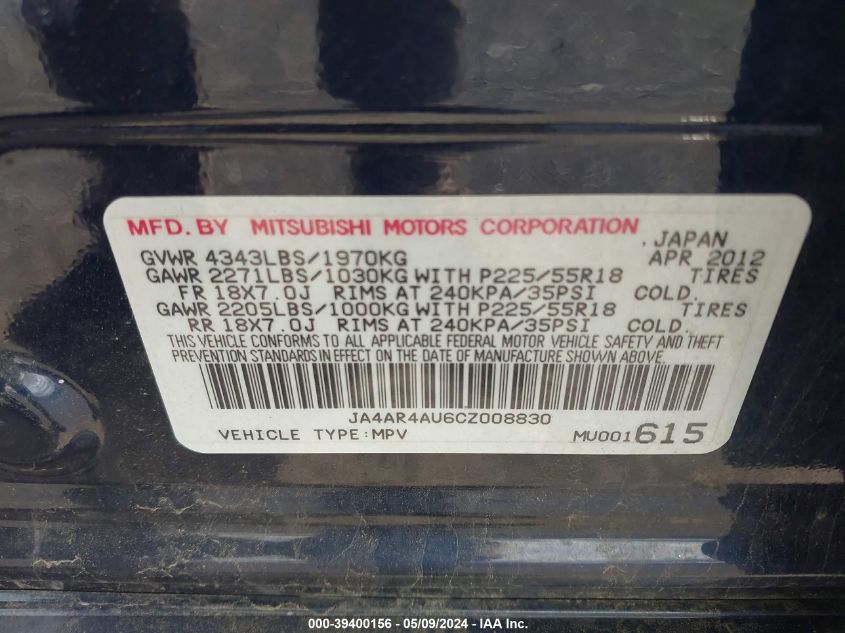 MFD. BY MITSUBISHI MOTORS CORPORATION
, JAPAN
GVWR 4343LBS/1970KG APR 2012
GAWR 2271LBS/1030KG WITH P225/55R18 TIRES
FR 18X7.0J RIMS AT 240KPA/35PSI COLD.
GAWR 2205LBS/1000KG WITH P225/55R18 TIRES
RR 18X7.0J RIMS AT 240KPA/35PSI COLD.
THIS VEHICLE CONFORMS TO ALL APPLICABLE FEDERAL MOTOR VEHICLE SAFETY AND THEFT
PREVENTION STANDARDS IN EFFECT ON THE DATE OF MANUFACTURE SHOWN ABOVE.
JA4AR4AU6CZ008830
VEHICLE TYPE:MPV MU001615
000-39400156 - 05/09/2024 - IAA Inc.